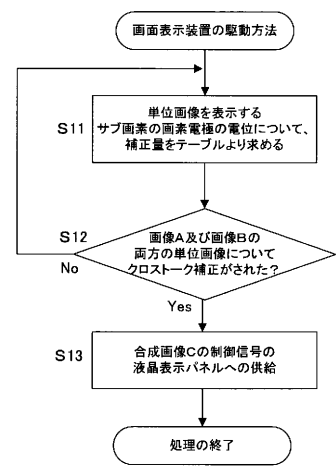 画面表示装置の駆動方法
S11
単位画像を表示する
サブ画素の画素電極の電位について、
補正量をテーブルより求める
S12
画像A及び画像Bの
両方の単位画像について
クロストーク補正がされた?
No
Yes
S13
合成画像Cの制御信号の
液晶表示パネルへの供給
処理の終了